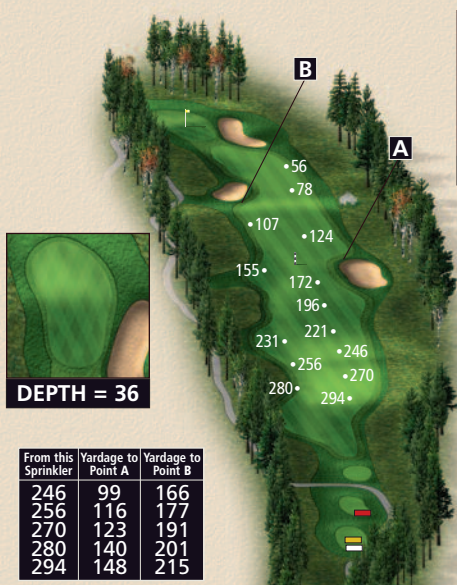 B
A
56
78
107
124
155
172
196
221
231
246
256
270
280
294
DEPTH = 36
From this Sprinkler Yardage to Point A Yardage to Point B
246 99 166
256 116 177
270 123 191
280 140 201
294 148 215